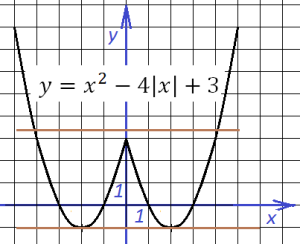 y
y = x² − 4|x| + 3
1
1
x